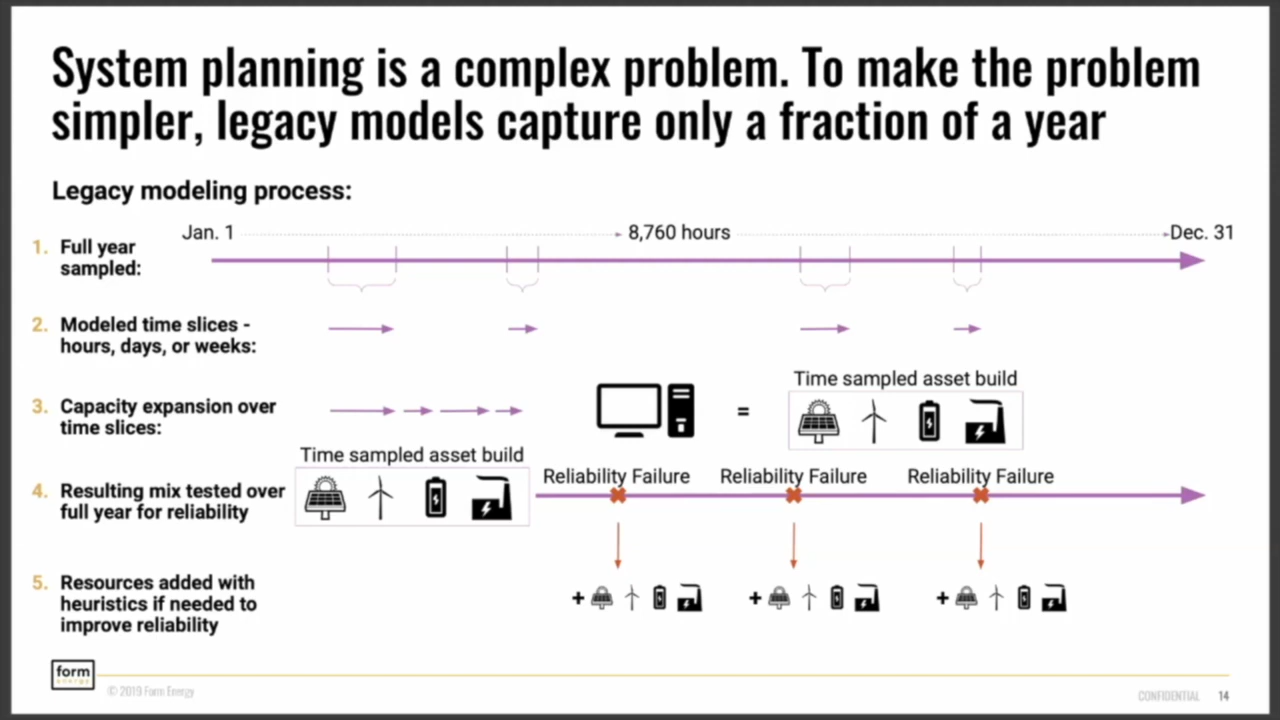 System planning is a complex problem. To make the problem
simpler, legacy models capture only a fraction of a year
Legacy modeling process:
Jan. 1
8,760 hours
Dec. 31
1. Full year
sampled:
2. Modeled time slices -
hours, days, or weeks:
3. Capacity expansion over
time slices:
=
Time sampled asset build
4. Resulting mix tested over
full year for reliability
Time sampled asset build
Reliability Failure
Reliability Failure
Reliability Failure
5. Resources added with
heuristics if needed to
improve reliability
+
+
+
form
energy
© 2019 Form Energy
CONFIDENTIAL 14